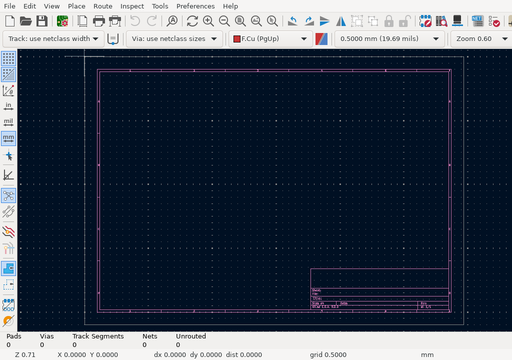 File Edit View Place Route Inspect Tools Preferences Help
Track: use netclass width Via: use netclass sizes F.Cu (PgUp) 0.5000 mm (19.69 mils) Zoom 0.60
in
mil
mm
Pads Vias Track Segments Nets Unrouted
0 0 0 0 0
Z 0.71 X 0.0000 Y 0.0000 dx 0.0000 dy 0.0000 dist 0.0000 grid 0.5000 mm